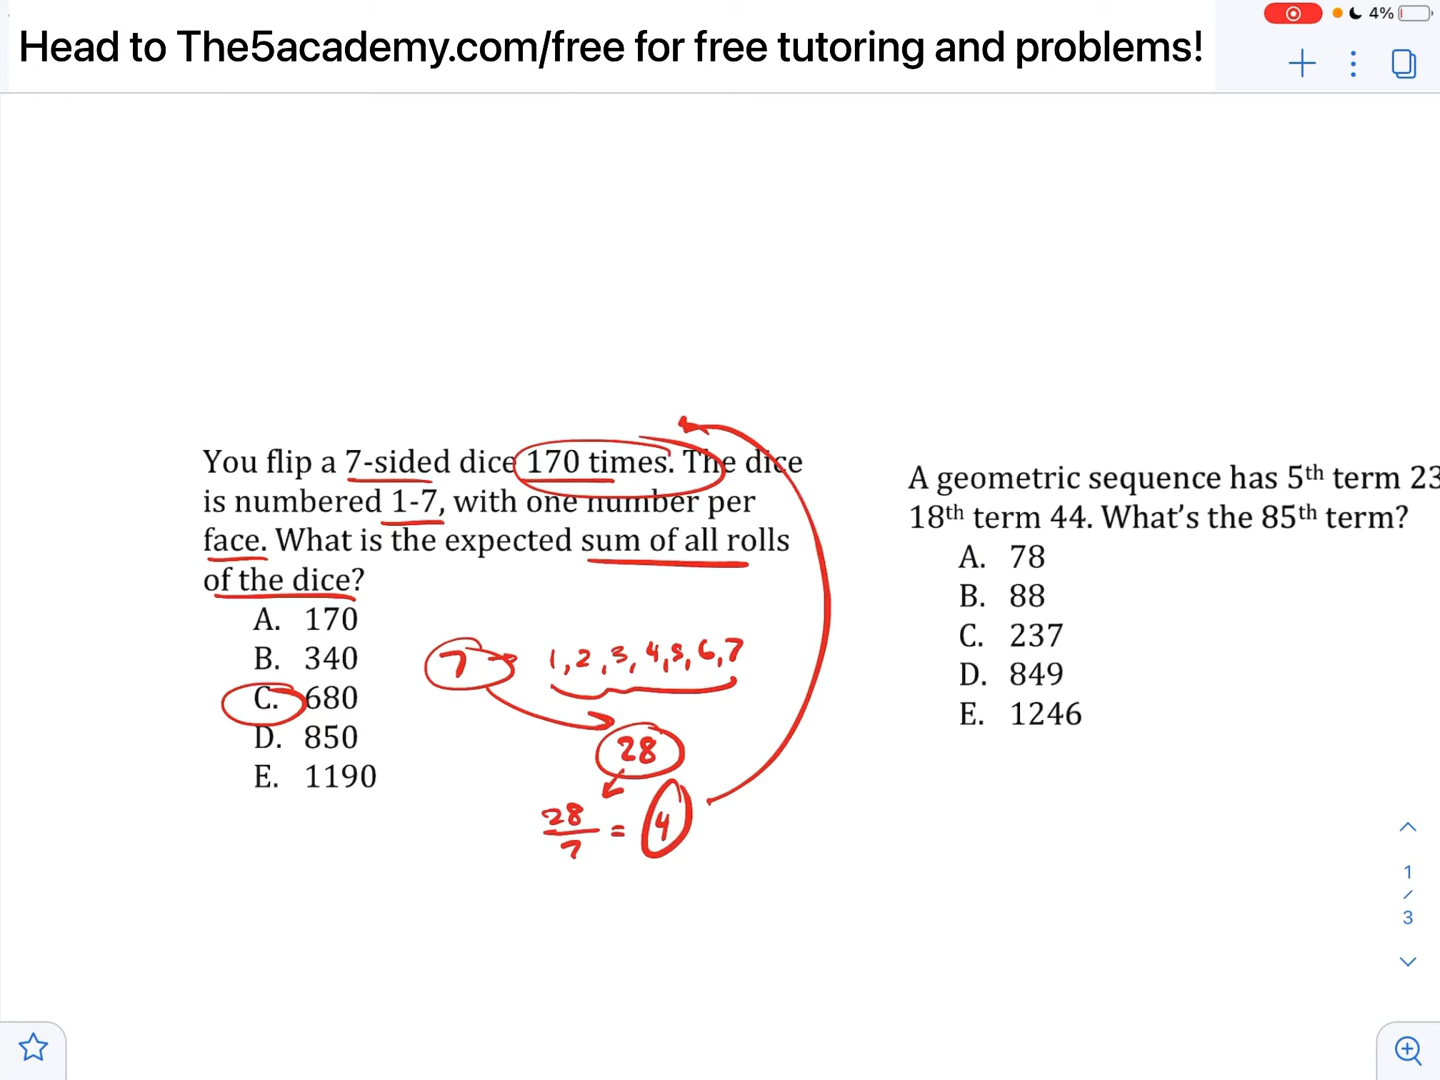 Head to The5academy.com/free for free tutoring and problems!
4%
You flip a 7-sided dice 170 times. The dice
is numbered 1-7, with one number per
face. What is the expected sum of all rolls
of the dice?
A. 170
B. 340
C. 680
D. 850
E. 1190
7 → 1,2,3,4,5,6,7
28
28/7 = 4
A geometric sequence has 5th term 23
18th term 44. What's the 85th term?
A. 78
B. 88
C. 237
D. 849
E. 1246
1
/
3